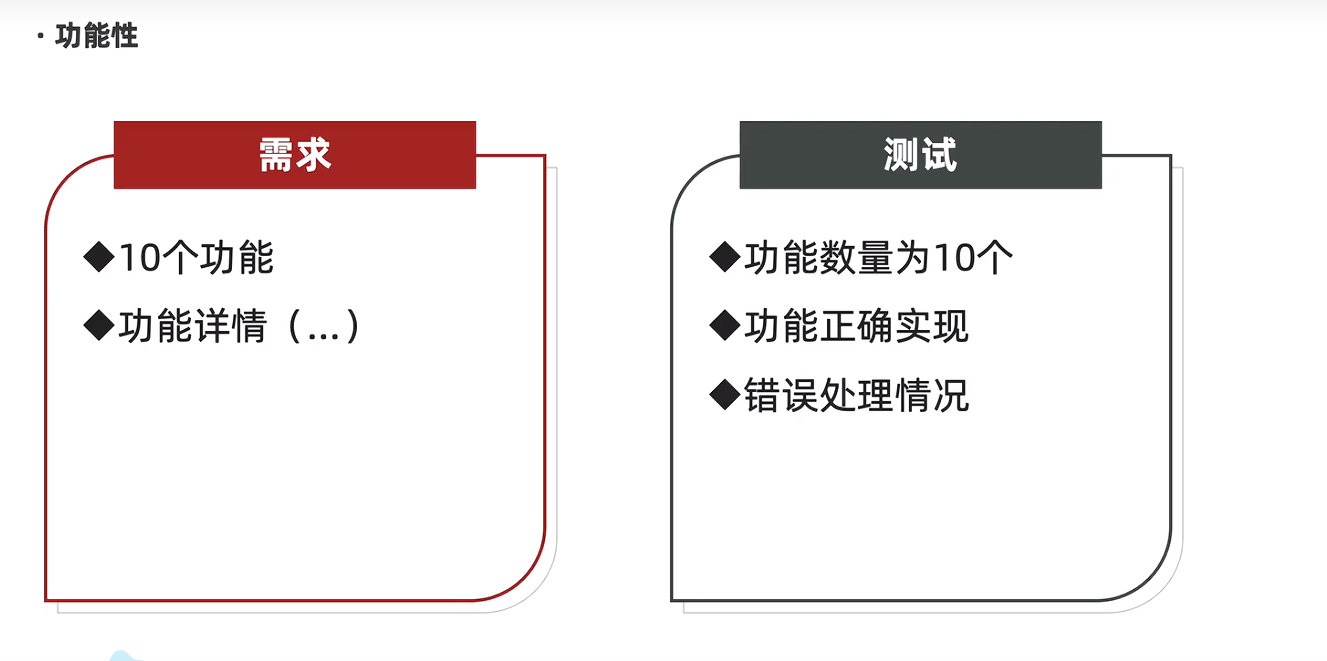 · 功能性
需求
◆10个功能
◆功能详情（...）
测试
◆功能数量为10个
◆功能正确实现
◆错误处理情况